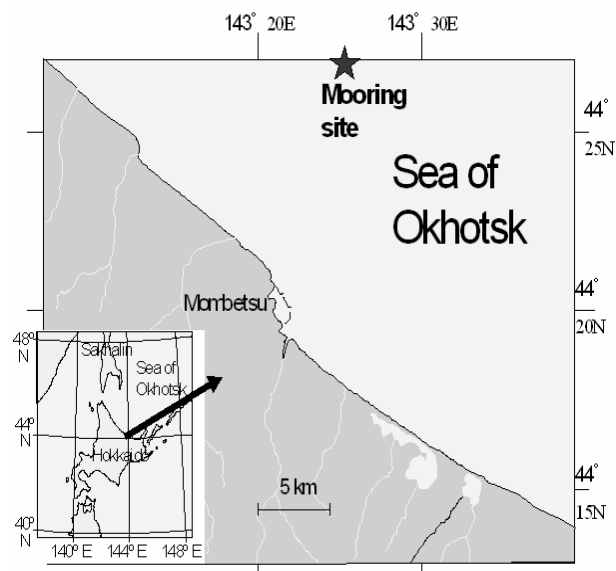 143° 20E
143° 30E
Mooring
site
44°
25N
Sea of
Okhotsk
Mombetsu
44°
20N
48°
N
Sakhalin
Sea of
Okhotsk
44°
N
Hokkaido
5 km
44°
15N
40°
N
140° E 144° E 148° E